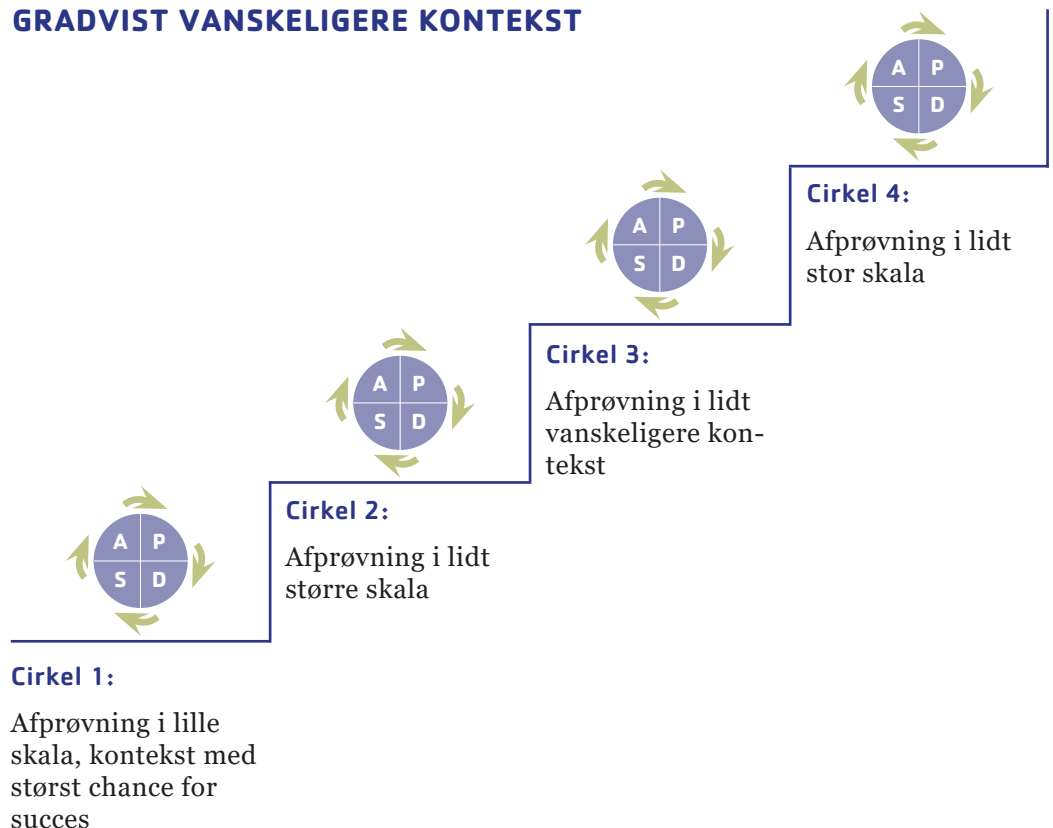 GRADVIST VANSKELIGERE KONTEKST
A P
S D
Cirkel 4:
Afprøvning i lidt
stor skala
A P
S D
Cirkel 3:
Afprøvning i lidt
vanskeligere kon-
tekst
A P
S D
Cirkel 2:
Afprøvning i lidt
større skala
A P
S D
Cirkel 1:
Afprøvning i lille
skala, kontekst med
størst chance for
succes